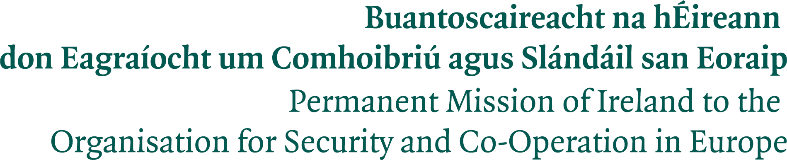 Buantoscaireacht na hÉireann
don Eagraíocht um Comhoibriú agus Slándáil san Eoraip
Permanent Mission of Ireland to the
Organisation for Security and Co-Operation in Europe